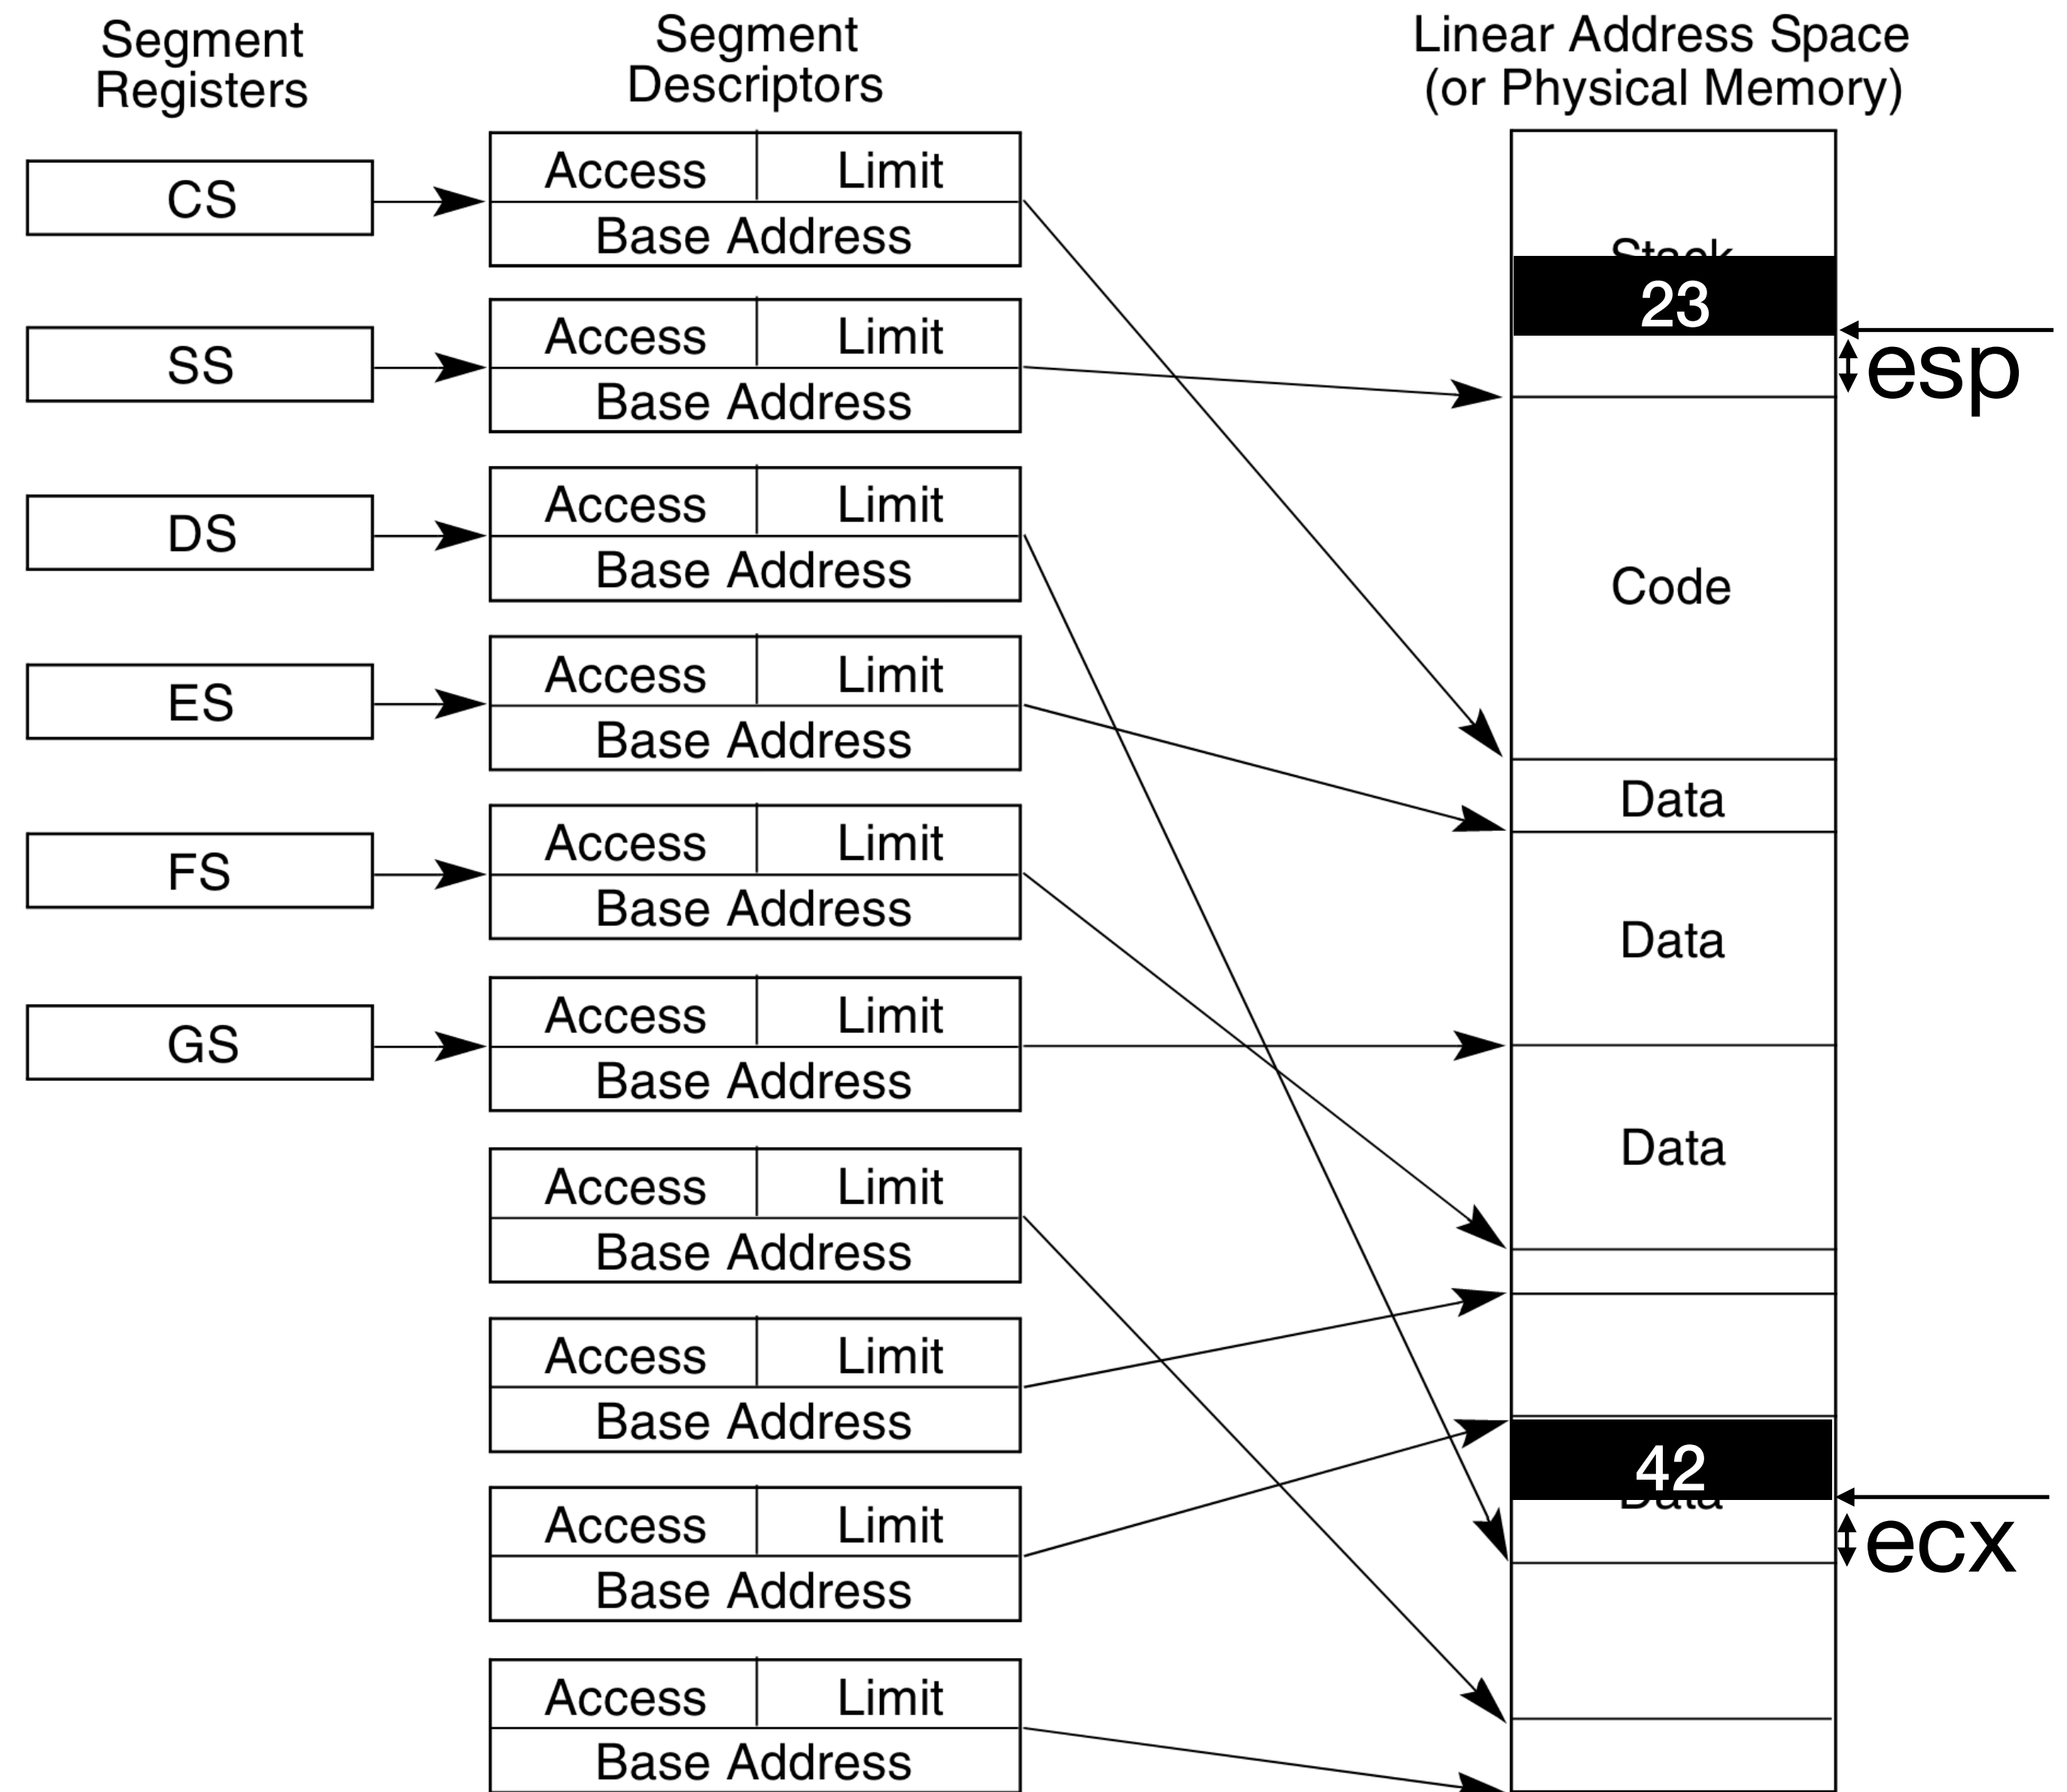 Segment
Registers
Segment
Descriptors
Linear Address Space
(or Physical Memory)
CS
Access Limit
Base Address
Stack
23
esp
SS
Access Limit
Base Address
DS
Access Limit
Base Address
Code
ES
Access Limit
Base Address
Data
FS
Access Limit
Base Address
Data
GS
Access Limit
Base Address
Data
Access Limit
Base Address
Access Limit
Base Address
42
Data
ecx
Access Limit
Base Address
Access Limit
Base Address